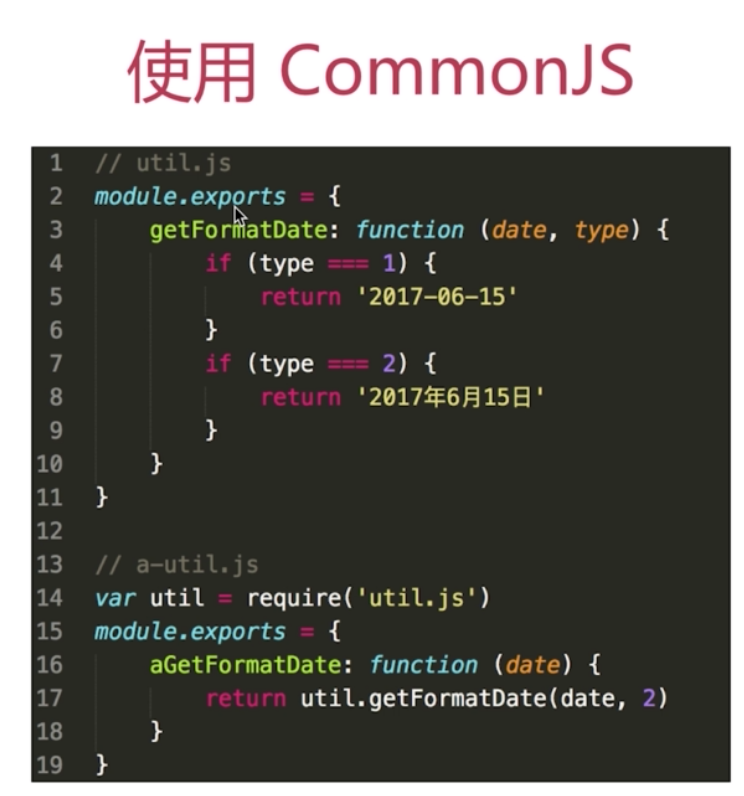 使用 CommonJS
1 // util.js
2 module.exports = {
3 getFormatDate: function (date, type) {
4 if (type === 1) {
5 return '2017-06-15'
6 }
7 if (type === 2) {
8 return '2017年6月15日'
9 }
10 }
11 }
12
13 // a-util.js
14 var util = require('util.js')
15 module.exports = {
16 aGetFormatDate: function (date) {
17 return util.getFormatDate(date, 2)
18 }
19 }